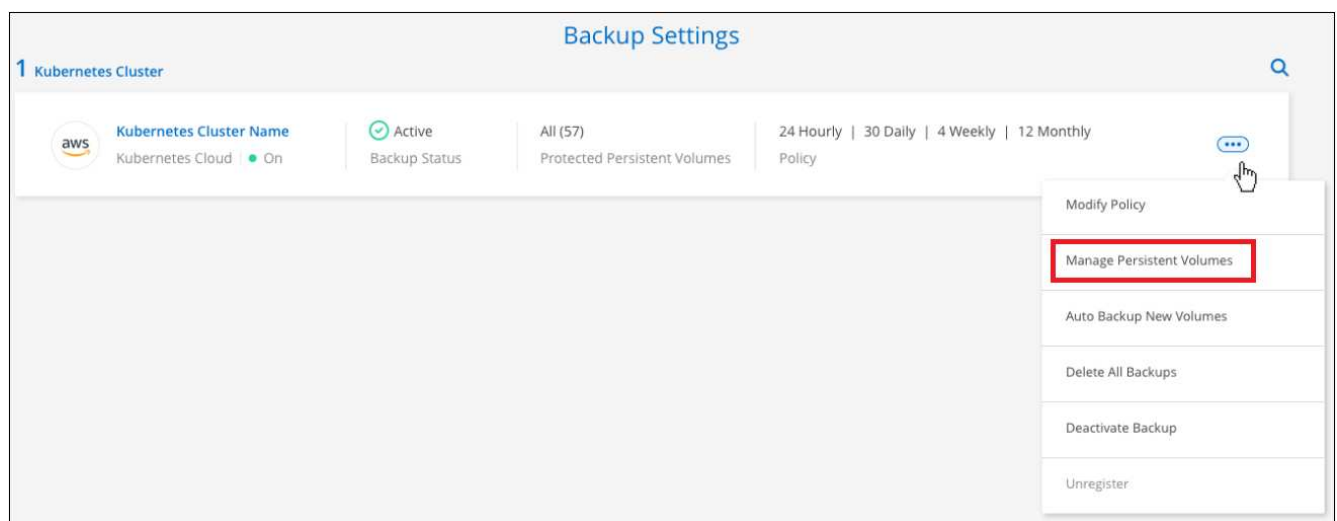 Backup Settings
1 Kubernetes Cluster
aws
Kubernetes Cluster Name
Kubernetes Cloud On
Active
Backup Status
All (57)
Protected Persistent Volumes
24 Hourly | 30 Daily | 4 Weekly | 12 Monthly
Policy
Modify Policy
Manage Persistent Volumes
Auto Backup New Volumes
Delete All Backups
Deactivate Backup
Unregister